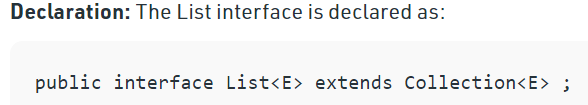 Declaration: The List interface is declared as:
public interface List<E> extends Collection<E> ;